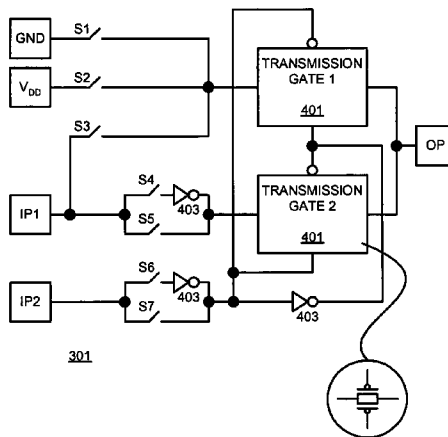 GND
S1
V_DD
S2
S3
TRANSMISSION
GATE 1
401
OP
IP1
S4
403
S5
TRANSMISSION
GATE 2
401
IP2
S6
403
S7
403
301